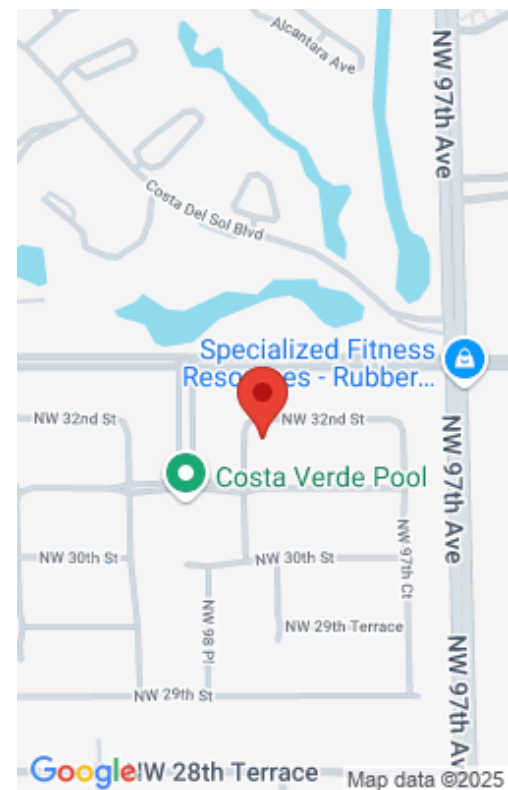 Alcantara Ave
NW 97th Ave
Costa Del Sol Blvd
Specialized Fitness
Resources - Rubber...
NW 32nd St
NW 32nd St
Costa Verde Pool
NW 97th Ave
NW 30th St
NW 30th St
NW 97th Ct
NW 98 Pl
NW 29th Terrace
NW 29th St
NW 97th Av
Google
W 28th Terrace
Map data ©2025